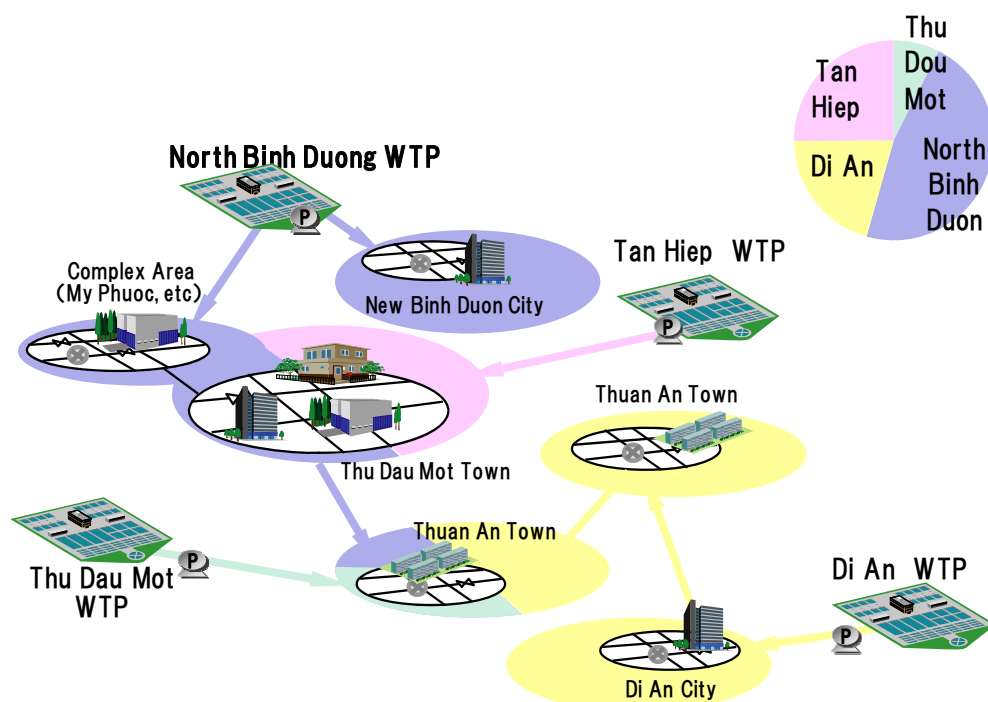 Thu
Dou
Mot
Tan
Hiep
Di An
North
Binh
Duon
North Binh Duong WTP
P
Complex Area
(My Phuoc, etc)
New Binh Duon City
Tan Hiep WTP
P
Thuan An Town
Thu Dau Mot Town
Thuan An Town
P
Thu Dau Mot
WTP
Di An WTP
P
Di An City